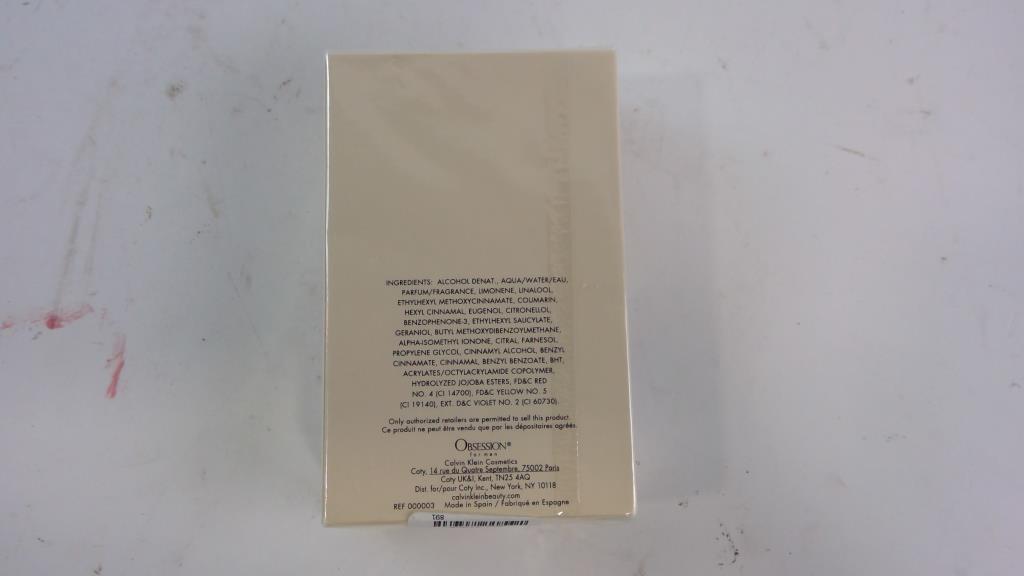 INGREDIENTS: ALCOHOL DENAT., AQUA/WATER/EAU,
PARFUM/FRAGRANCE, LIMONENE, LINALOOL,
ETHYLHEXYL METHOXYCINNAMATE, COUMARIN,
HEXYL CINNAMAL, EUGENOL, CITRONELLOL,
BENZOPHENONE-3, ETHYLHEXYL SALICYLATE,
GERANIOL, BUTYL METHOXYDIBENZOYLMETHANE,
ALPHA-ISOMETHYL IONONE, CITRAL, FARNESOL,
PROPYLENE GLYCOL, CINNAMYL ALCOHOL, BENZYL
CINNAMATE, CINNAMAL, BENZYL BENZOATE, BHT,
ACRYLATES/OCTYLACRYLAMIDE COPOLYMER,
HYDROLYZED JOJOBA ESTERS, FD&C RED
NO. 4 (CI 14700), FD&C YELLOW NO. 5
(CI 19140), EXT. D&C VIOLET NO. 2 (CI 60730).
Only authorized retailers are permitted to sell this product.
Ce produit ne peut être vendu que par les dépositaires agréés.
OBSESSION®
for men
Calvin Klein Cosmetics
Coty, 14 rue du Quatre Septembre, 75002 Paris
Coty UK&I, Kent, TN25 4AQ
Dist. for/pour Coty Inc., New York, NY 10118
calvinkleinbeauty.com
REF 000003 Made in Spain / Fabriqué en Espagne